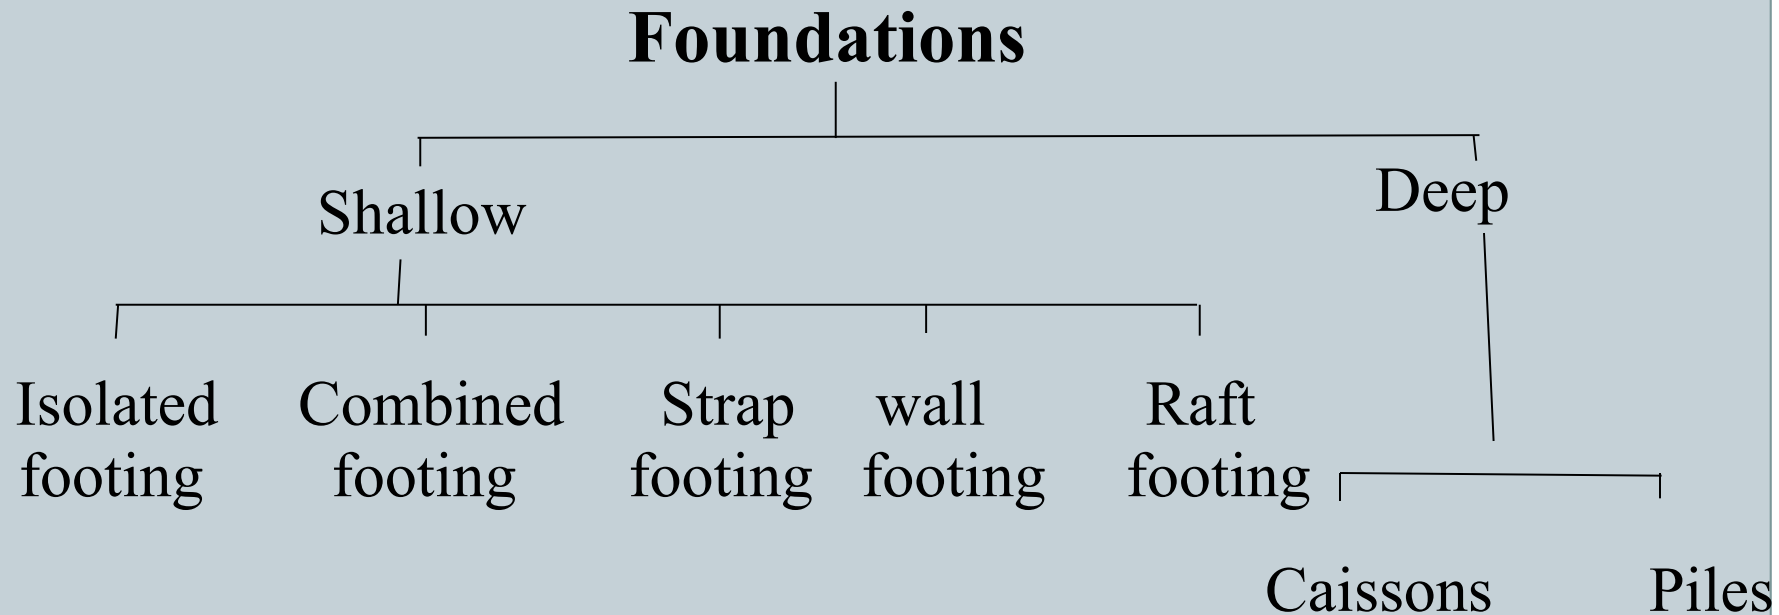 Foundations
Shallow
Deep
Isolated footing
Combined footing
Strap footing
wall footing
Raft footing
Caissons
Piles